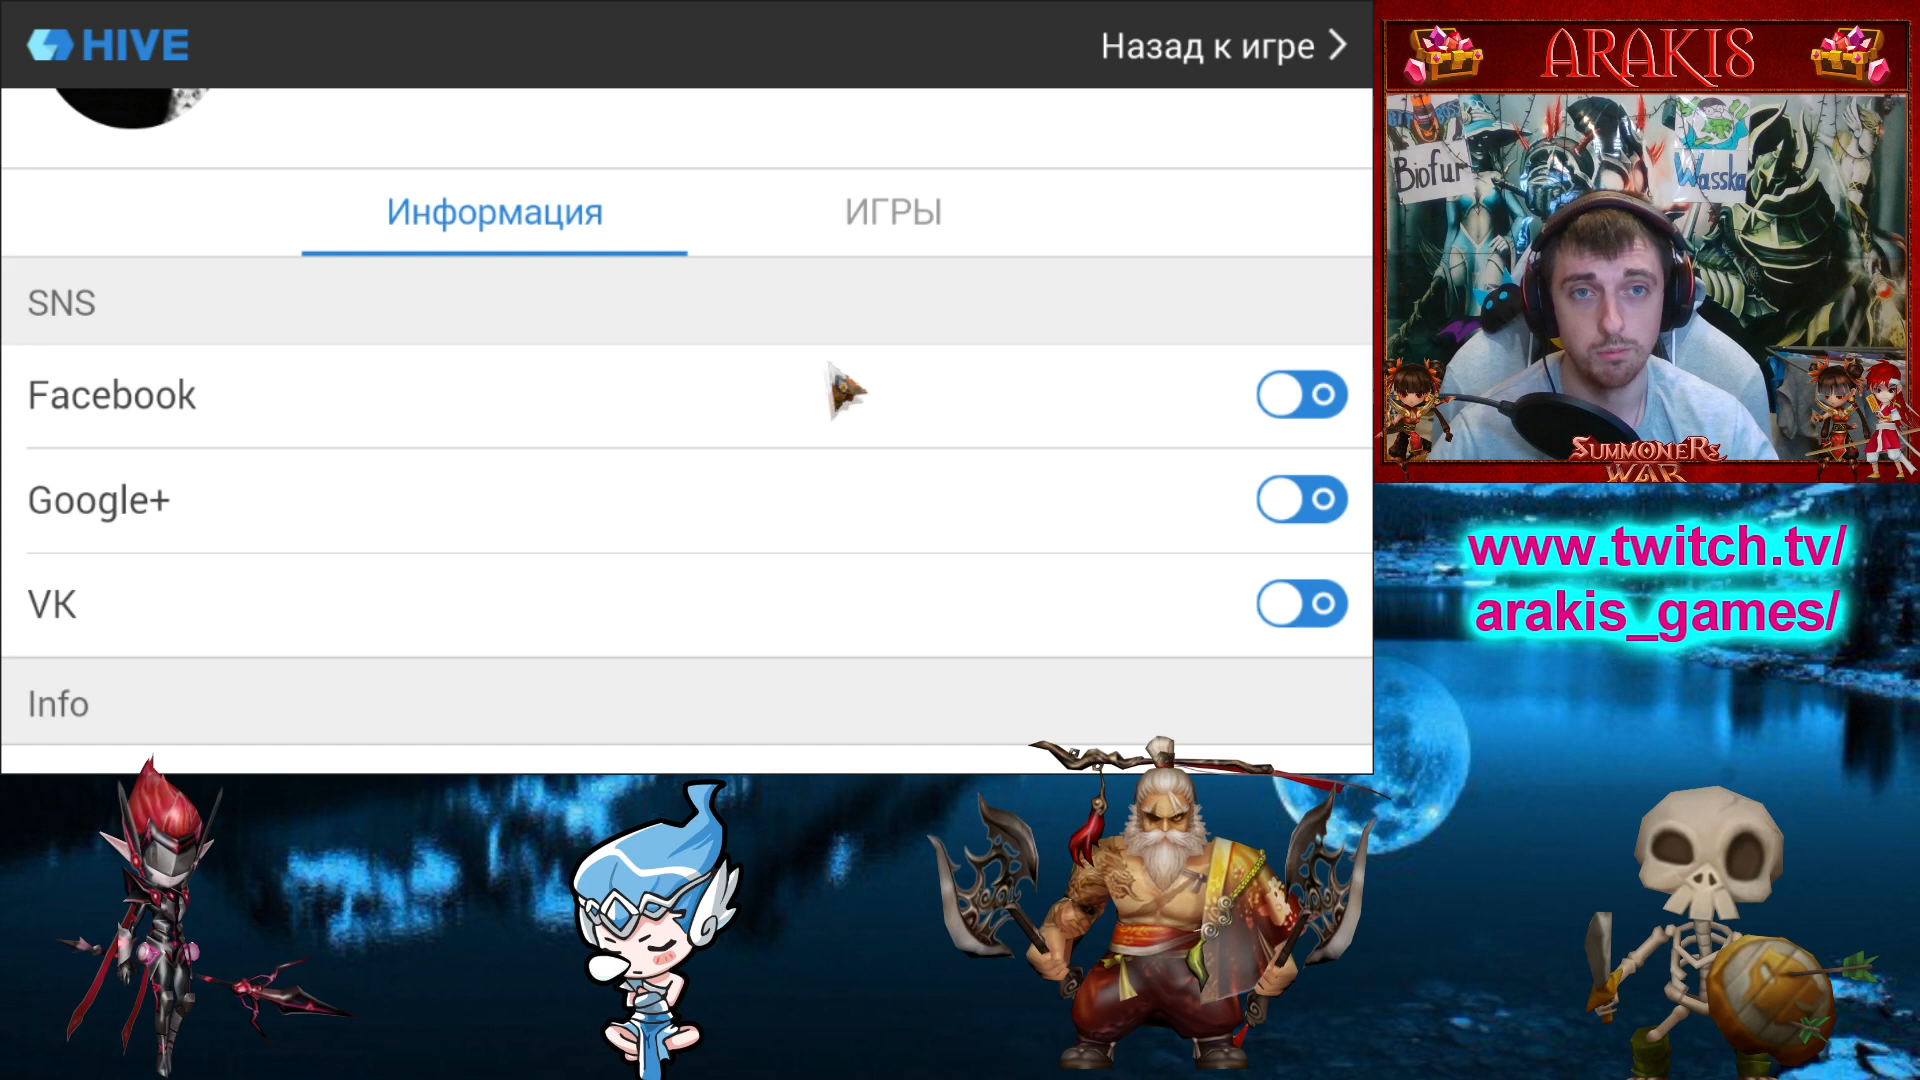 HIVE
Назад к игре
Информация
ИГРЫ
SNS
Facebook
Google+
VK
Info
ARAKIS
Biofur
Wasska
SUMMONERS
WAR
www.twitch.tv/
arakis_games/